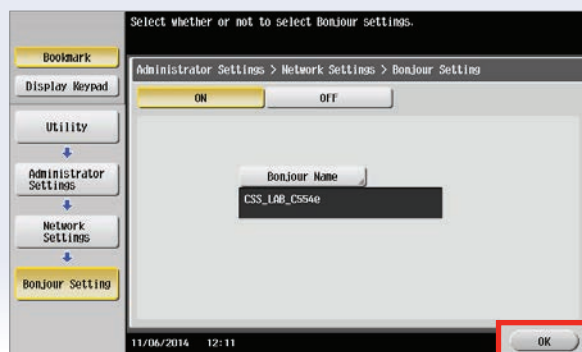 Select whether or not to select Bonjour settings.
Bookmark
Display Keypad
Utility
Administrator
Settings
Network
Settings
Bonjour Setting
Administrator Settings > Network Settings > Bonjour Setting
ON OFF
Bonjour Name
CSS_LAB_C554e
11/06/2014 12:11
OK